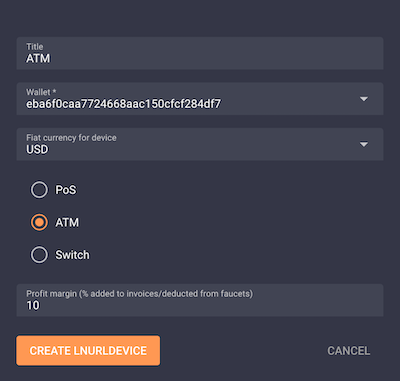 Title
ATM
Wallet *
eba6f0caa7724668aac150cfcf284df7
Fiat currency for device
USD
PoS
ATM
Switch
Profit margin (% added to invoices/deducted from faucets)
10
CREATE LNURLDEVICE
CANCEL